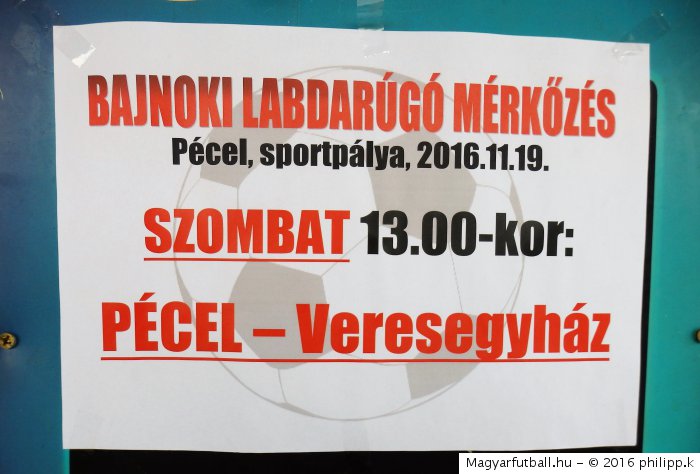 BAJNOKI LABDARÚGÓ MÉRKŐZÉS
Pécel, sportpálya, 2016.11.19.
SZOMBAT 13.00-kor:
PÉCEL – Veresegyház
Magyarfutball.hu – © 2016 philipp.k